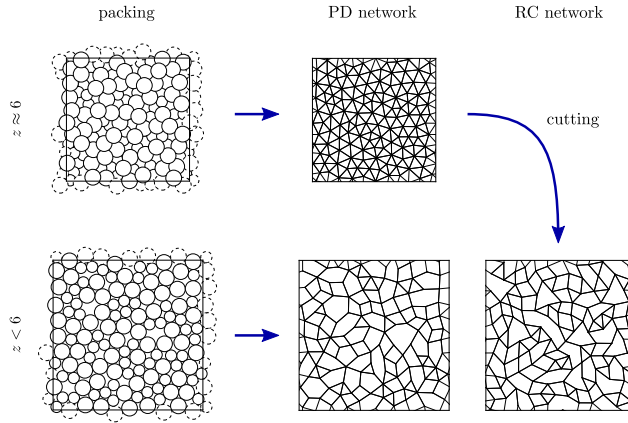 packing
PD network
RC network
z ≈ 6
cutting
z < 6